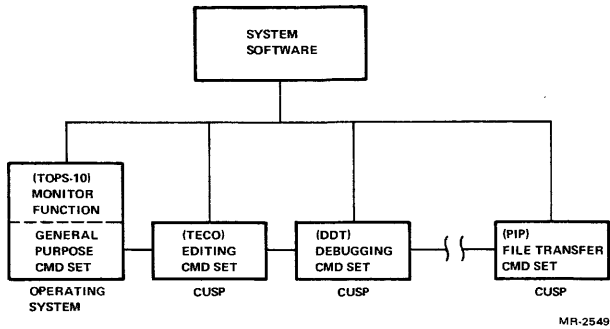 SYSTEM
SOFTWARE
(TOPS-10)
MONITOR
FUNCTION
GENERAL
PURPOSE
CMD SET
OPERATING
SYSTEM
(TECO)
EDITING
CMD SET
CUSP
(DDT)
DEBUGGING
CMD SET
CUSP
(PIP)
FILE TRANSFER
CMD SET
CUSP
MR-2549